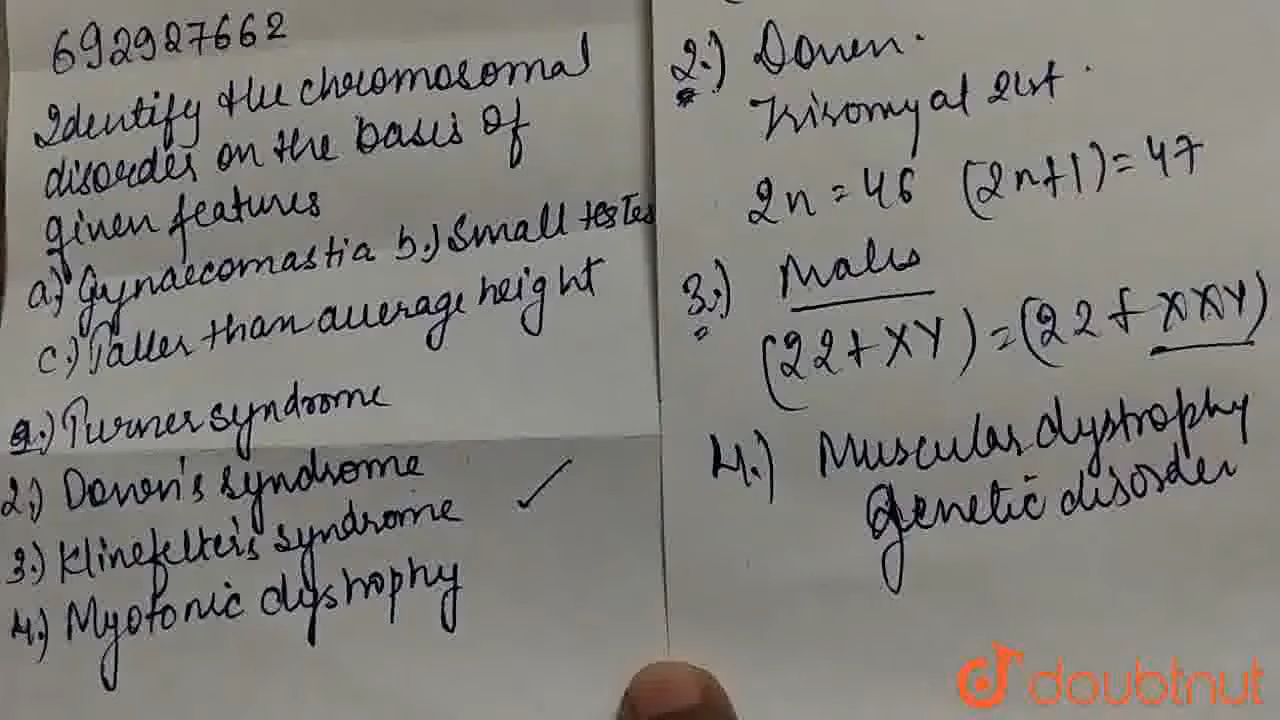 692927662
Identify the chromosomal
disorder on the basis of
given features
a.) Gynaecomastia b.) Small testes
c.) Taller than average height
1.) Turner syndrome
2.) Down's syndrome
3.) Klinefelter's syndrome ✓
4.) Myotonic dystrophy
2.) Down.
Trisomy at 21st.
2n = 46 (2n+1) = 47
3.) Males
(22+XY) = (22+XXY)
4.) Muscular dystrophy
genetic disorder
doubtnut